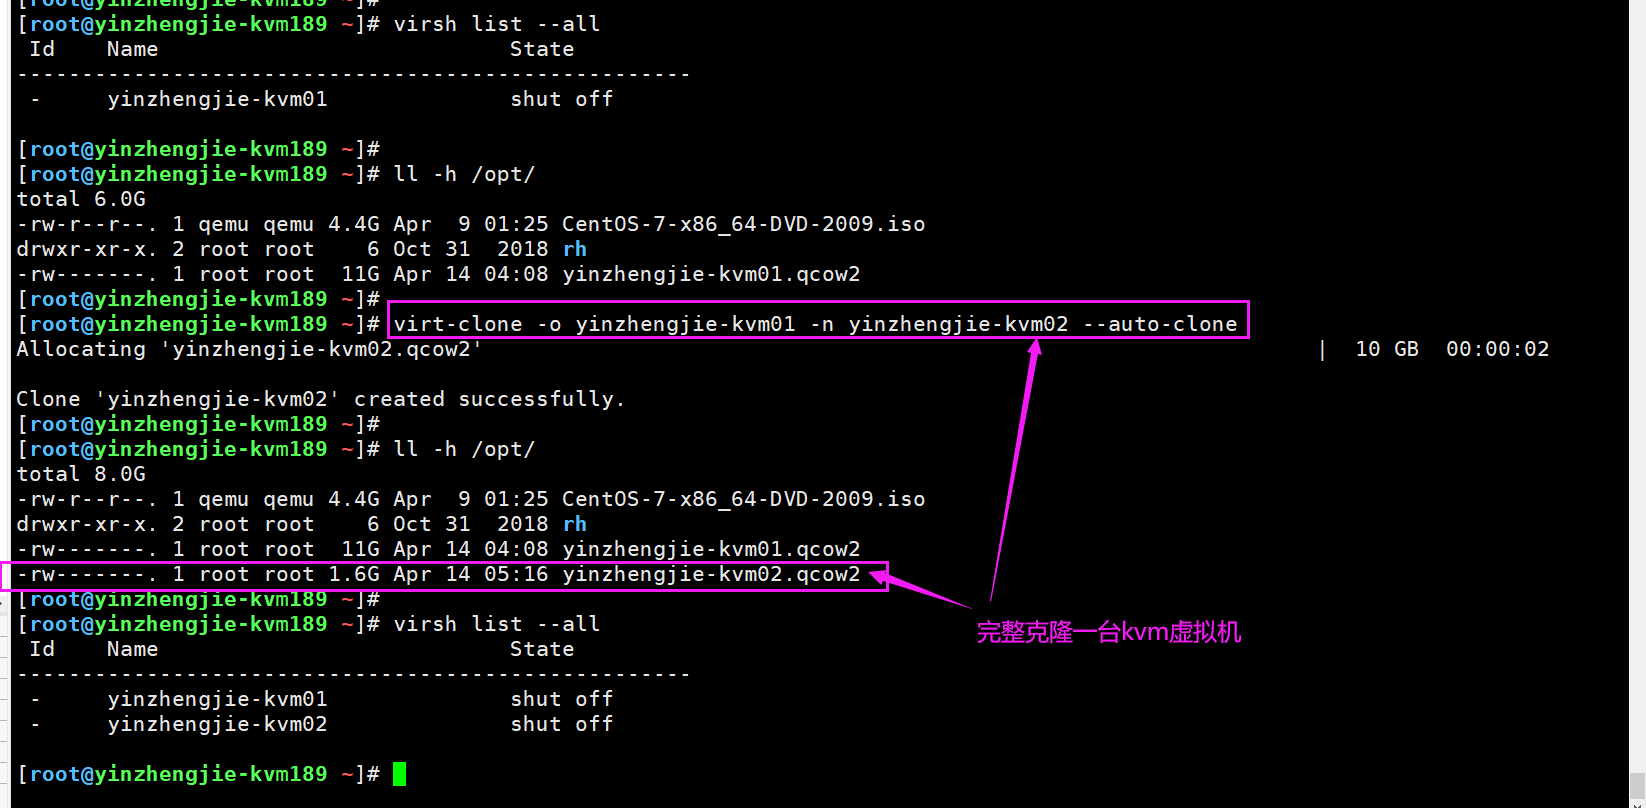 [root@yinzhengjie-kvm189 ~]#
[root@yinzhengjie-kvm189 ~]# virsh list --all
 Id    Name                           State
----------------------------------------------------
 -     yinzhengjie-kvm01              shut off
[root@yinzhengjie-kvm189 ~]#
[root@yinzhengjie-kvm189 ~]# ll -h /opt/
total 6.0G
-rw-r--r--. 1 qemu qemu 4.4G Apr  9 01:25 CentOS-7-x86_64-DVD-2009.iso
drwxr-xr-x. 2 root root    6 Oct 31  2018 rh
-rw-------. 1 root root  11G Apr 14 04:08 yinzhengjie-kvm01.qcow2
[root@yinzhengjie-kvm189 ~]#
[root@yinzhengjie-kvm189 ~]# virt-clone -o yinzhengjie-kvm01 -n yinzhengjie-kvm02 --auto-clone
Allocating 'yinzhengjie-kvm02.qcow2'                                                                |  10 GB  00:00:02
Clone 'yinzhengjie-kvm02' created successfully.
[root@yinzhengjie-kvm189 ~]#
[root@yinzhengjie-kvm189 ~]# ll -h /opt/
total 8.0G
-rw-r--r--. 1 qemu qemu 4.4G Apr  9 01:25 CentOS-7-x86_64-DVD-2009.iso
drwxr-xr-x. 2 root root    6 Oct 31  2018 rh
-rw-------. 1 root root  11G Apr 14 04:08 yinzhengjie-kvm01.qcow2
-rw-------. 1 root root 1.6G Apr 14 05:16 yinzhengjie-kvm02.qcow2
[root@yinzhengjie-kvm189 ~]#
[root@yinzhengjie-kvm189 ~]# virsh list --all
完整克隆一台kvm虚拟机
 Id    Name                           State
----------------------------------------------------
 -     yinzhengjie-kvm01              shut off
 -     yinzhengjie-kvm02              shut off
[root@yinzhengjie-kvm189 ~]#